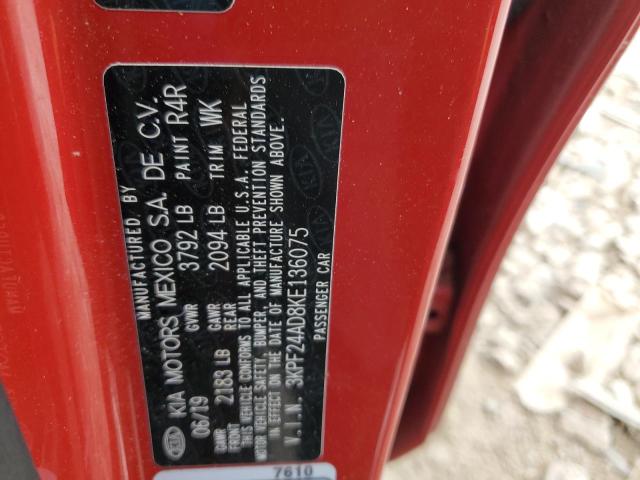 MANUFACTURED BY
KIA MOTORS MEXICO S.A. DE C.V.
06/19 GVWR 3792 LB PAINT R4R
GAWR FRONT 2183 LB GAWR REAR 2094 LB TRIM WK
THIS VEHICLE CONFORMS TO ALL APPLICABLE U.S.A. FEDERAL
MOTOR VEHICLE SAFETY, BUMPER, AND THEFT PREVENTION STANDARDS
IN EFFECT ON THE DATE OF MANUFACTURE SHOWN ABOVE.
V.I.N. 3KPF24AD8KE136075
PASSENGER CAR
KIA
7610